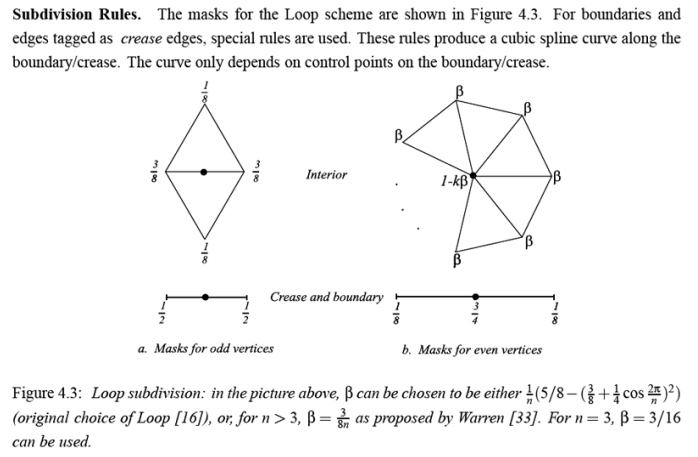 Subdivision Rules. The masks for the Loop scheme are shown in Figure 4.3. For boundaries and
edges tagged as crease edges, special rules are used. These rules produce a cubic spline curve along the
boundary/crease. The curve only depends on control points on the boundary/crease.
1/8
β
β
β
3/8
3/8
Interior
1-kβ
β
1/8
β
β
Crease and boundary
1/2
1/2
1/8
3/4
1/8
a. Masks for odd vertices
b. Masks for even vertices
Figure 4.3: Loop subdivision: in the picture above, β can be chosen to be either 1/n(5/8−(3/8+1/4 cos 2π/n)²)
(original choice of Loop [16]), or, for n > 3, β = 3/8n as proposed by Warren [33]. For n = 3, β = 3/16
can be used.